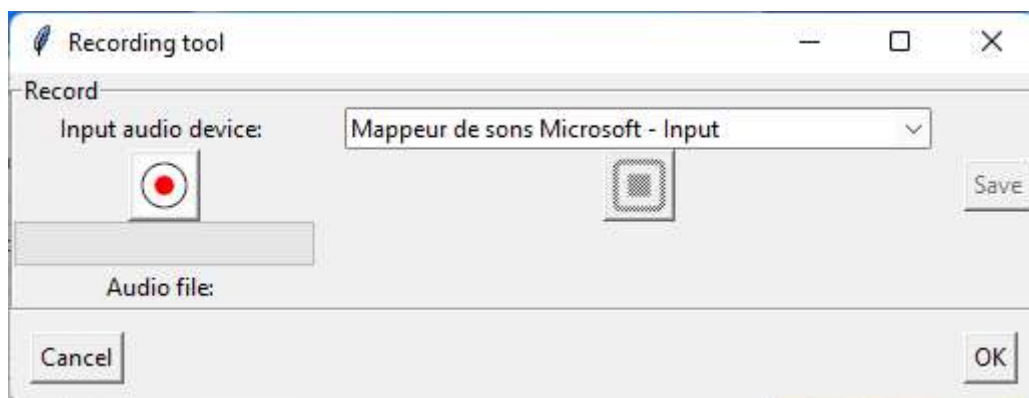 Recording tool
Record
Input audio device: Mappeur de sons Microsoft - Input
Save
Audio file:
Cancel OK